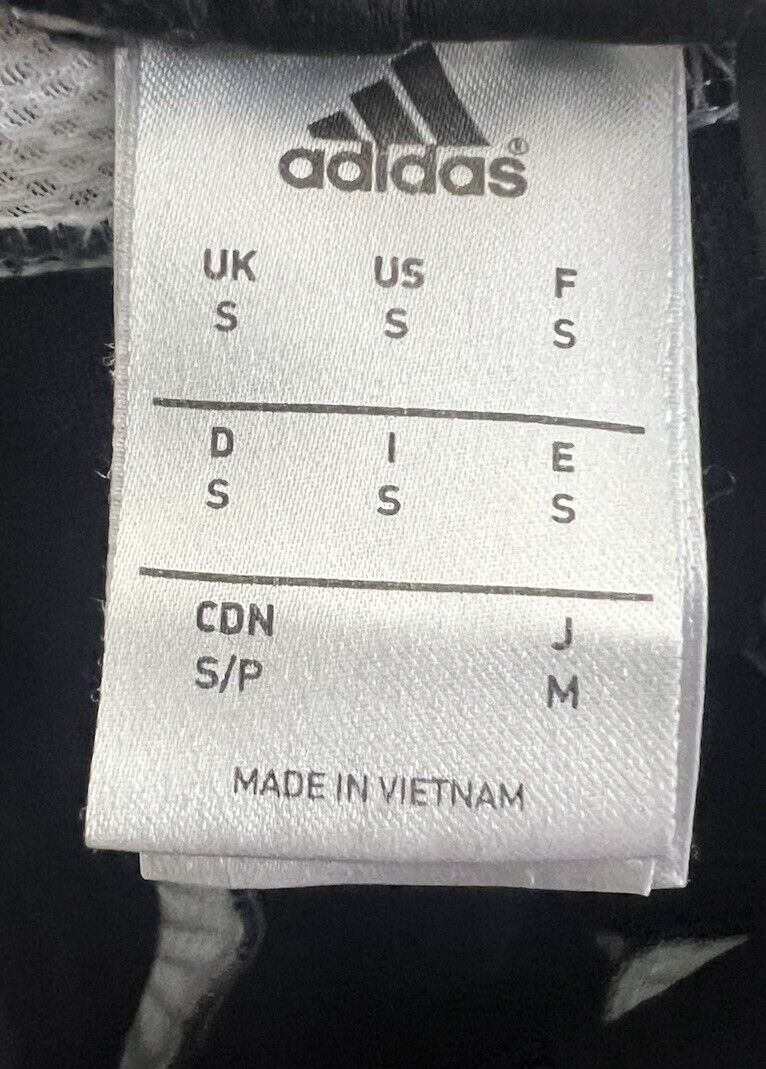 adidas®
UK US F
S S S
D I E
S S S
CDN J
S/P M
MADE IN VIETNAM